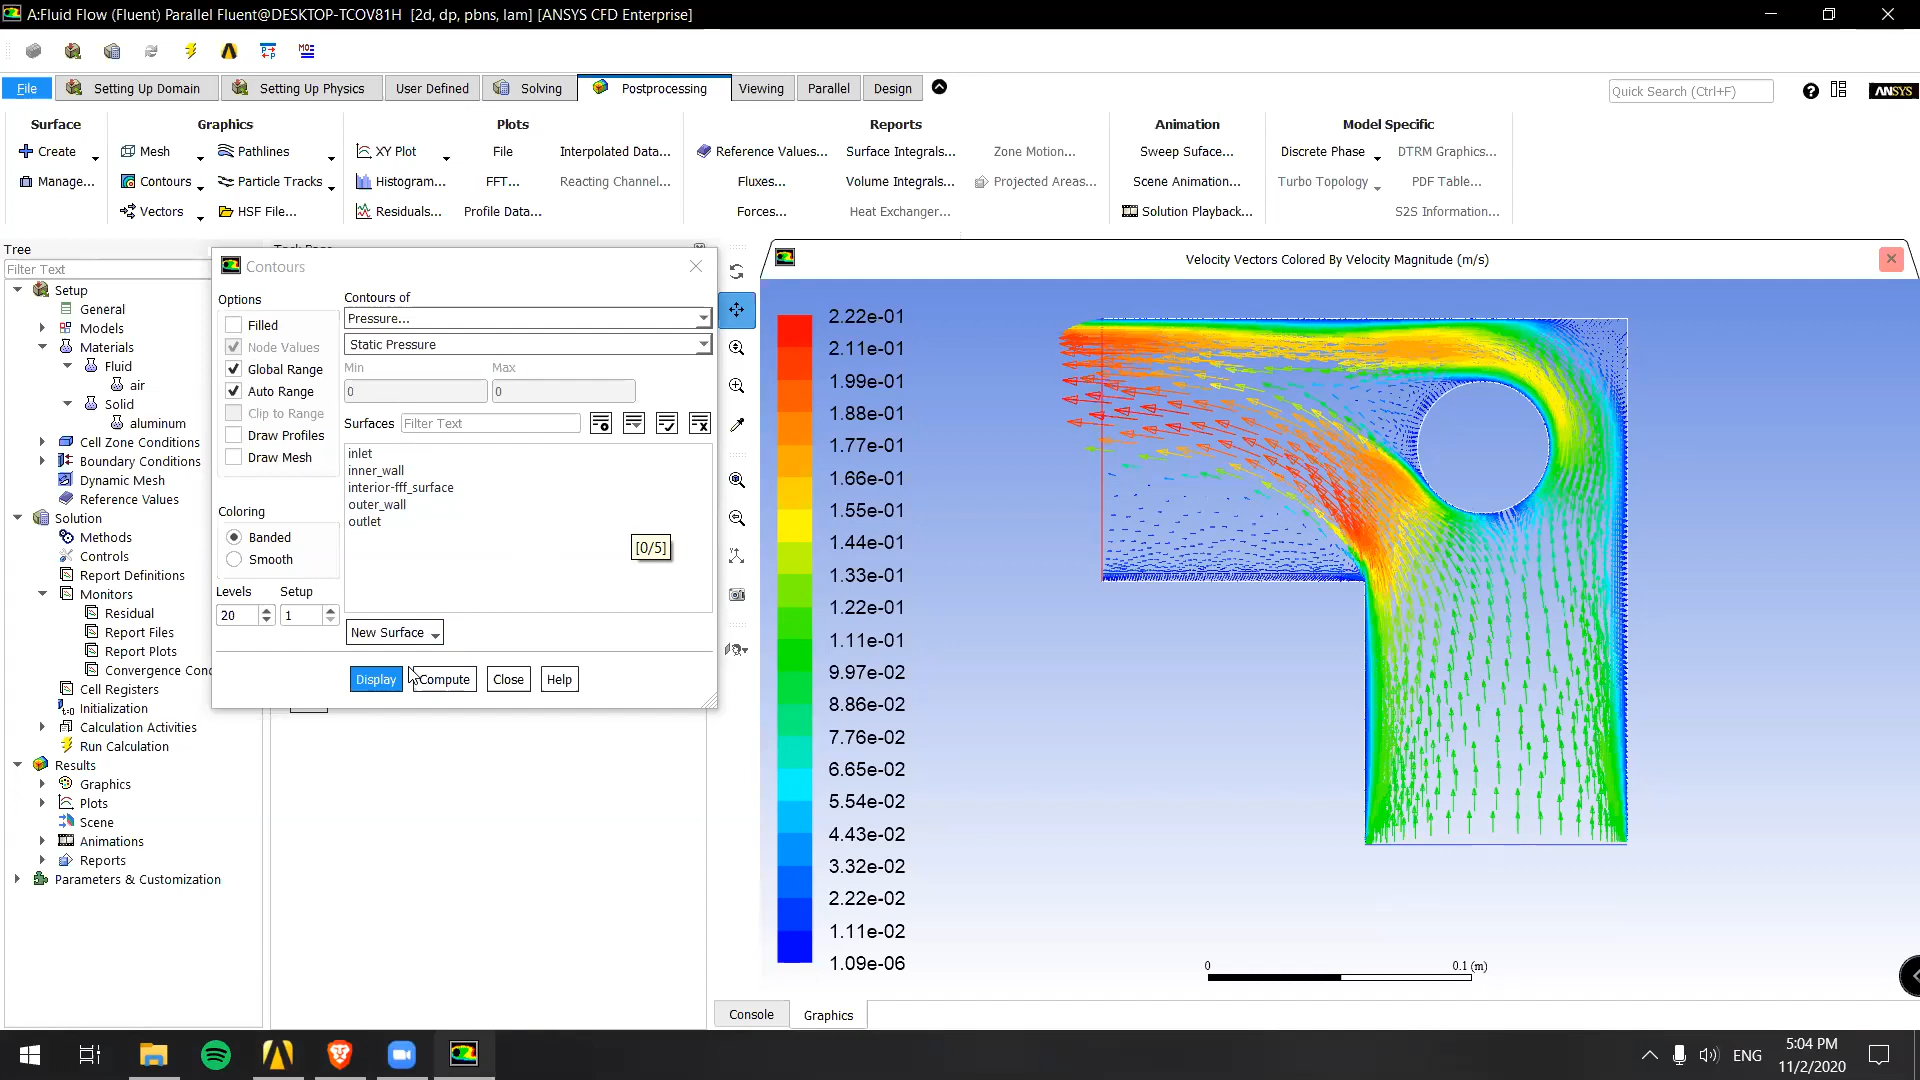 A:Fluid Flow (Fluent) Parallel Fluent@DESKTOP-TCOV81H [2d, dp, pbns, lam] [ANSYS CFD Enterprise]
File
Setting Up Domain
Setting Up Physics
User Defined
Solving
Postprocessing
Viewing
Parallel
Design
Quick Search (Ctrl+F)
ANSYS
Surface
Create
Manage...
Graphics
Mesh
Pathlines
Contours
Particle Tracks
Vectors
HSF File...
Plots
XY Plot
File
Interpolated Data...
Histogram...
FFT...
Reacting Channel...
Residuals...
Profile Data...
Reports
Reference Values...
Surface Integrals...
Zone Motion...
Fluxes...
Volume Integrals...
Projected Areas...
Forces...
Heat Exchanger...
Animation
Sweep Suface...
Scene Animation...
Solution Playback...
Model Specific
Discrete Phase
DTRM Graphics...
Turbo Topology
PDF Table...
S2S Information...
Tree
Filter Text
Setup
General
Models
Materials
Fluid
air
Solid
aluminum
Cell Zone Conditions
Boundary Conditions
Dynamic Mesh
Reference Values
Solution
Methods
Controls
Report Definitions
Monitors
Residual
Report Files
Report Plots
Convergence Conc
Cell Registers
Initialization
Calculation Activities
Run Calculation
Results
Graphics
Plots
Scene
Animations
Reports
Parameters & Customization
Contours
Options
Filled
Node Values
Global Range
Auto Range
Clip to Range
Draw Profiles
Draw Mesh
Coloring
Banded
Smooth
Levels
Setup
20
1
Contours of
Pressure...
Static Pressure
Min
Max
0
0
Surfaces
Filter Text
inlet
inner_wall
interior-fff_surface
outer_wall
outlet
[0/5]
New Surface
Display
Compute
Close
Help
Velocity Vectors Colored By Velocity Magnitude (m/s)
2.22e-01
2.11e-01
1.99e-01
1.88e-01
1.77e-01
1.66e-01
1.55e-01
1.44e-01
1.33e-01
1.22e-01
1.11e-01
9.97e-02
8.86e-02
7.76e-02
6.65e-02
5.54e-02
4.43e-02
3.32e-02
2.22e-02
1.11e-02
1.09e-06
0
0.1 (m)
Console
Graphics
ENG
5:04 PM
11/2/2020